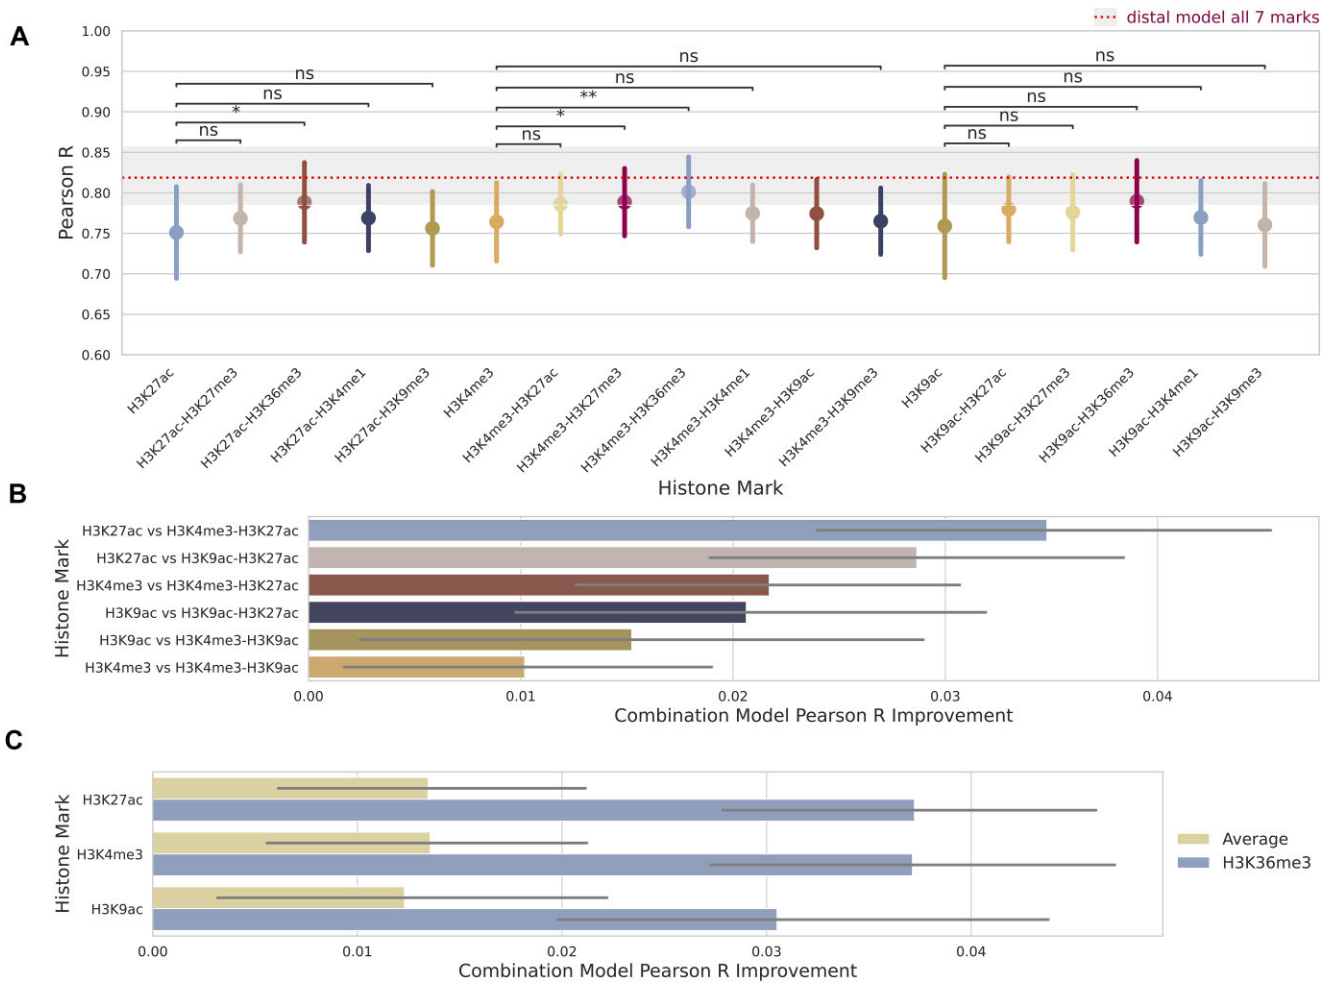 A
distal model all 7 marks
1.00
0.95
0.90
0.85
0.80
0.75
0.70
0.65
0.60
Pearson R
ns
ns
*
ns
ns
ns
**
*
ns
ns
ns
ns
ns
ns
H3K27ac
H3K27ac-H3K27me3
H3K27ac-H3K36me3
H3K27ac-H3K4me1
H3K27ac-H3K9me3
H3K4me3
H3K4me3-H3K27ac
H3K4me3-H3K27me3
H3K4me3-H3K36me3
H3K4me3-H3K4me1
H3K4me3-H3K9ac
H3K4me3-H3K9me3
H3K9ac
H3K9ac-H3K27ac
H3K9ac-H3K27me3
H3K9ac-H3K36me3
H3K9ac-H3K4me1
H3K9ac-H3K9me3
Histone Mark
B
Histone Mark
H3K27ac vs H3K4me3-H3K27ac
H3K27ac vs H3K9ac-H3K27ac
H3K4me3 vs H3K4me3-H3K27ac
H3K9ac vs H3K9ac-H3K27ac
H3K9ac vs H3K4me3-H3K9ac
H3K4me3 vs H3K4me3-H3K9ac
0.00 0.01 0.02 0.03 0.04
Combination Model Pearson R Improvement
C
Histone Mark
H3K27ac
H3K4me3
H3K9ac
Average
H3K36me3
0.00 0.01 0.02 0.03 0.04
Combination Model Pearson R Improvement